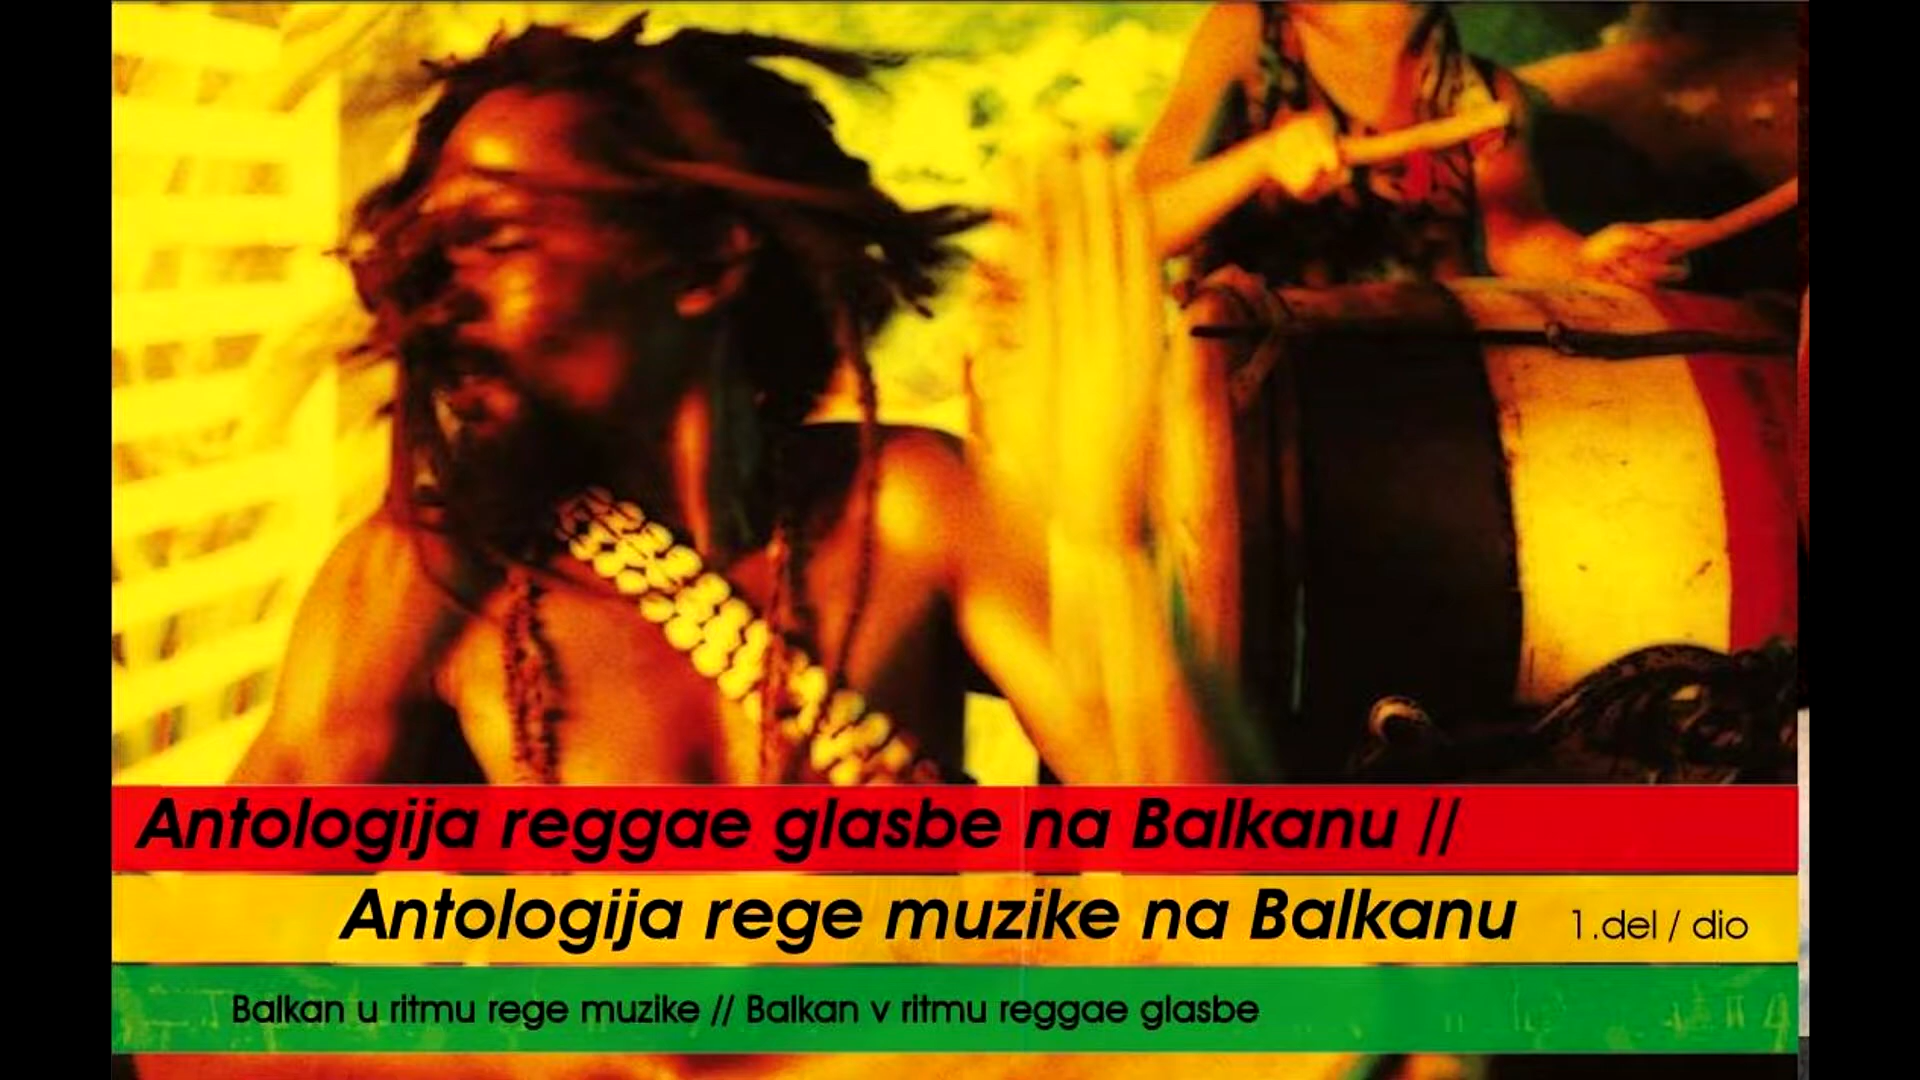 Antologija reggae glasbe na Balkanu //
Antologija rege muzike na Balkanu 1.del / dio
Balkan u ritmu rege muzike // Balkan v ritmu reggae glasbe